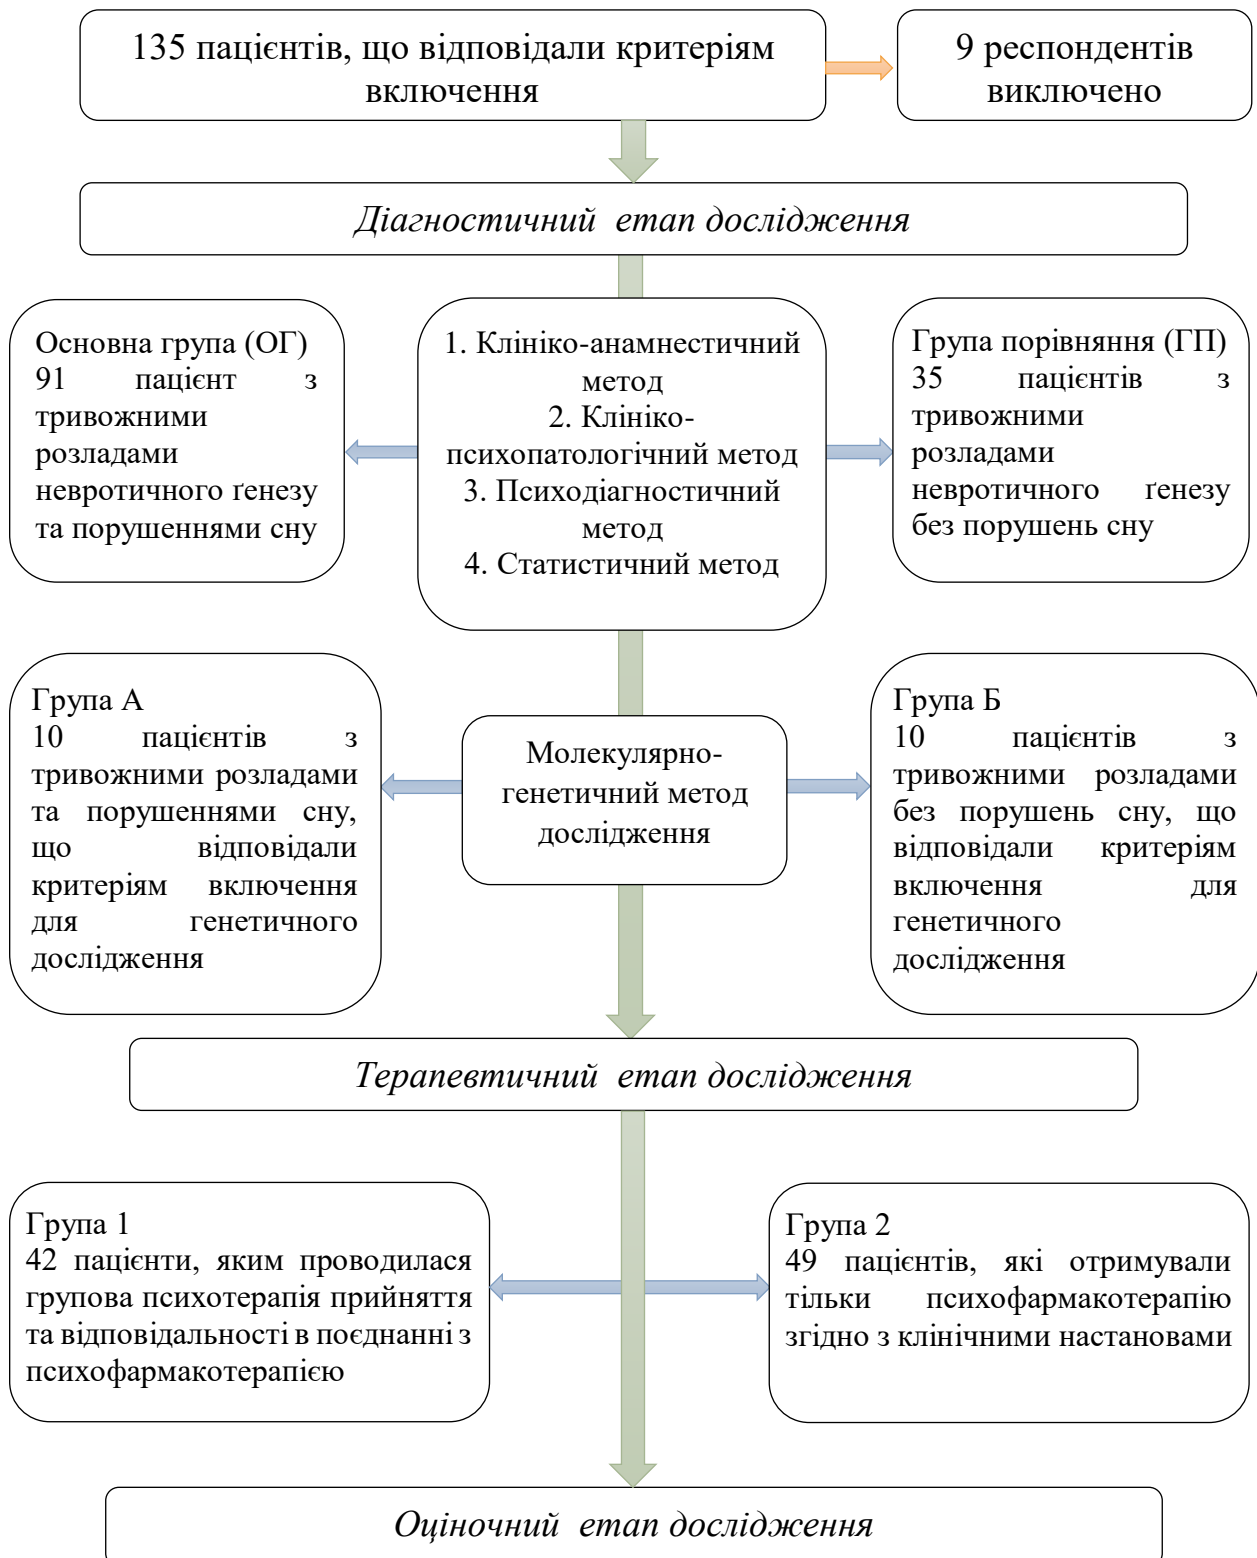 135 пацієнтів, що відповідали критеріям
включення
9 респондентів
виключено
Діагностичний етап дослідження
Основна група (ОГ)
91 пацієнт з
тривожними
розладами
невротичного ґенезу
та порушеннями сну
1. Клініко-анамнестичний
метод
2. Клініко-
психопатологічний метод
3. Психодіагностичний
метод
4. Статистичний метод
Група порівняння (ГП)
35 пацієнтів з
тривожними
розладами
невротичного ґенезу
без порушень сну
Група А
10 пацієнтів з
тривожними розладами
та порушеннями сну,
що відповідали
критеріям включення
для генетичного
дослідження
Молекулярно-
генетичний метод
дослідження
Група Б
10 пацієнтів з
тривожними розладами
без порушень сну, що
відповідали критеріям
включення для
генетичного
дослідження
Терапевтичний етап дослідження
Група 1
42 пацієнти, яким проводилася
групова психотерапія прийняття
та відповідальності в поєднанні з
психофармакотерапією
Група 2
49 пацієнтів, які отримували
тільки психофармакотерапію
згідно з клінічними настановами
Оціночний етап дослідження